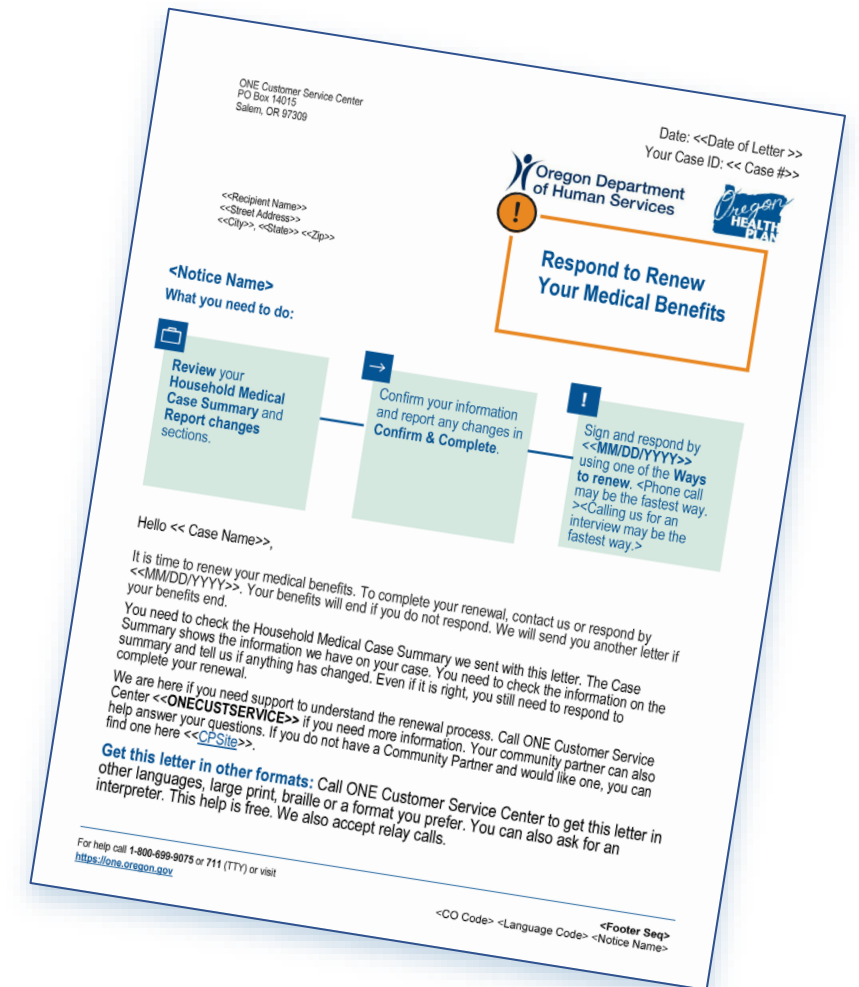 ONE Customer Service Center
PO Box 14015
Salem, OR 97309
Date: <<Date of Letter >>
Your Case ID: << Case #>>
Oregon Department
of Human Services
Oregon
HEALTH
PLAN
<<Recipient Name>>
<<Street Address>>
<<City>>, <<State>> <<Zip>>
!
Respond to Renew
Your Medical Benefits
<Notice Name>
What you need to do:
Review your
Household Medical
Case Summary and
Report changes
sections.
→
Confirm your information
and report any changes in
Confirm & Complete.
!
Sign and respond by
<<MM/DD/YYYY>>
using one of the Ways
to renew. <Phone call
may be the fastest way.
><Calling us for an
interview may be the
fastest way.>
Hello << Case Name>>,
It is time to renew your medical benefits. To complete your renewal, contact us or respond by
<<MM/DD/YYYY>>. Your benefits will end if you do not respond. We will send you another letter if
your benefits end.
You need to check the Household Medical Case Summary we sent with this letter. The Case
Summary shows the information we have on your case. You need to check the information on the
summary and tell us if anything has changed. Even if it is right, you still need to respond to
complete your renewal.
We are here if you need support to understand the renewal process. Call ONE Customer Service
Center <<ONECUSTSERVICE>> if you need more information. Your community partner can also
help answer your questions. If you do not have a Community Partner and would like one, you can
find one here <<CPSite>>.
Get this letter in other formats: Call ONE Customer Service Center to get this letter in
other languages, large print, braille or a format you prefer. You can also ask for an
interpreter. This help is free. We also accept relay calls.
For help call 1-800-699-9075 or 711 (TTY) or visit
https://one.oregon.gov
<Footer Seq>
<CO Code> <Language Code> <Notice Name>